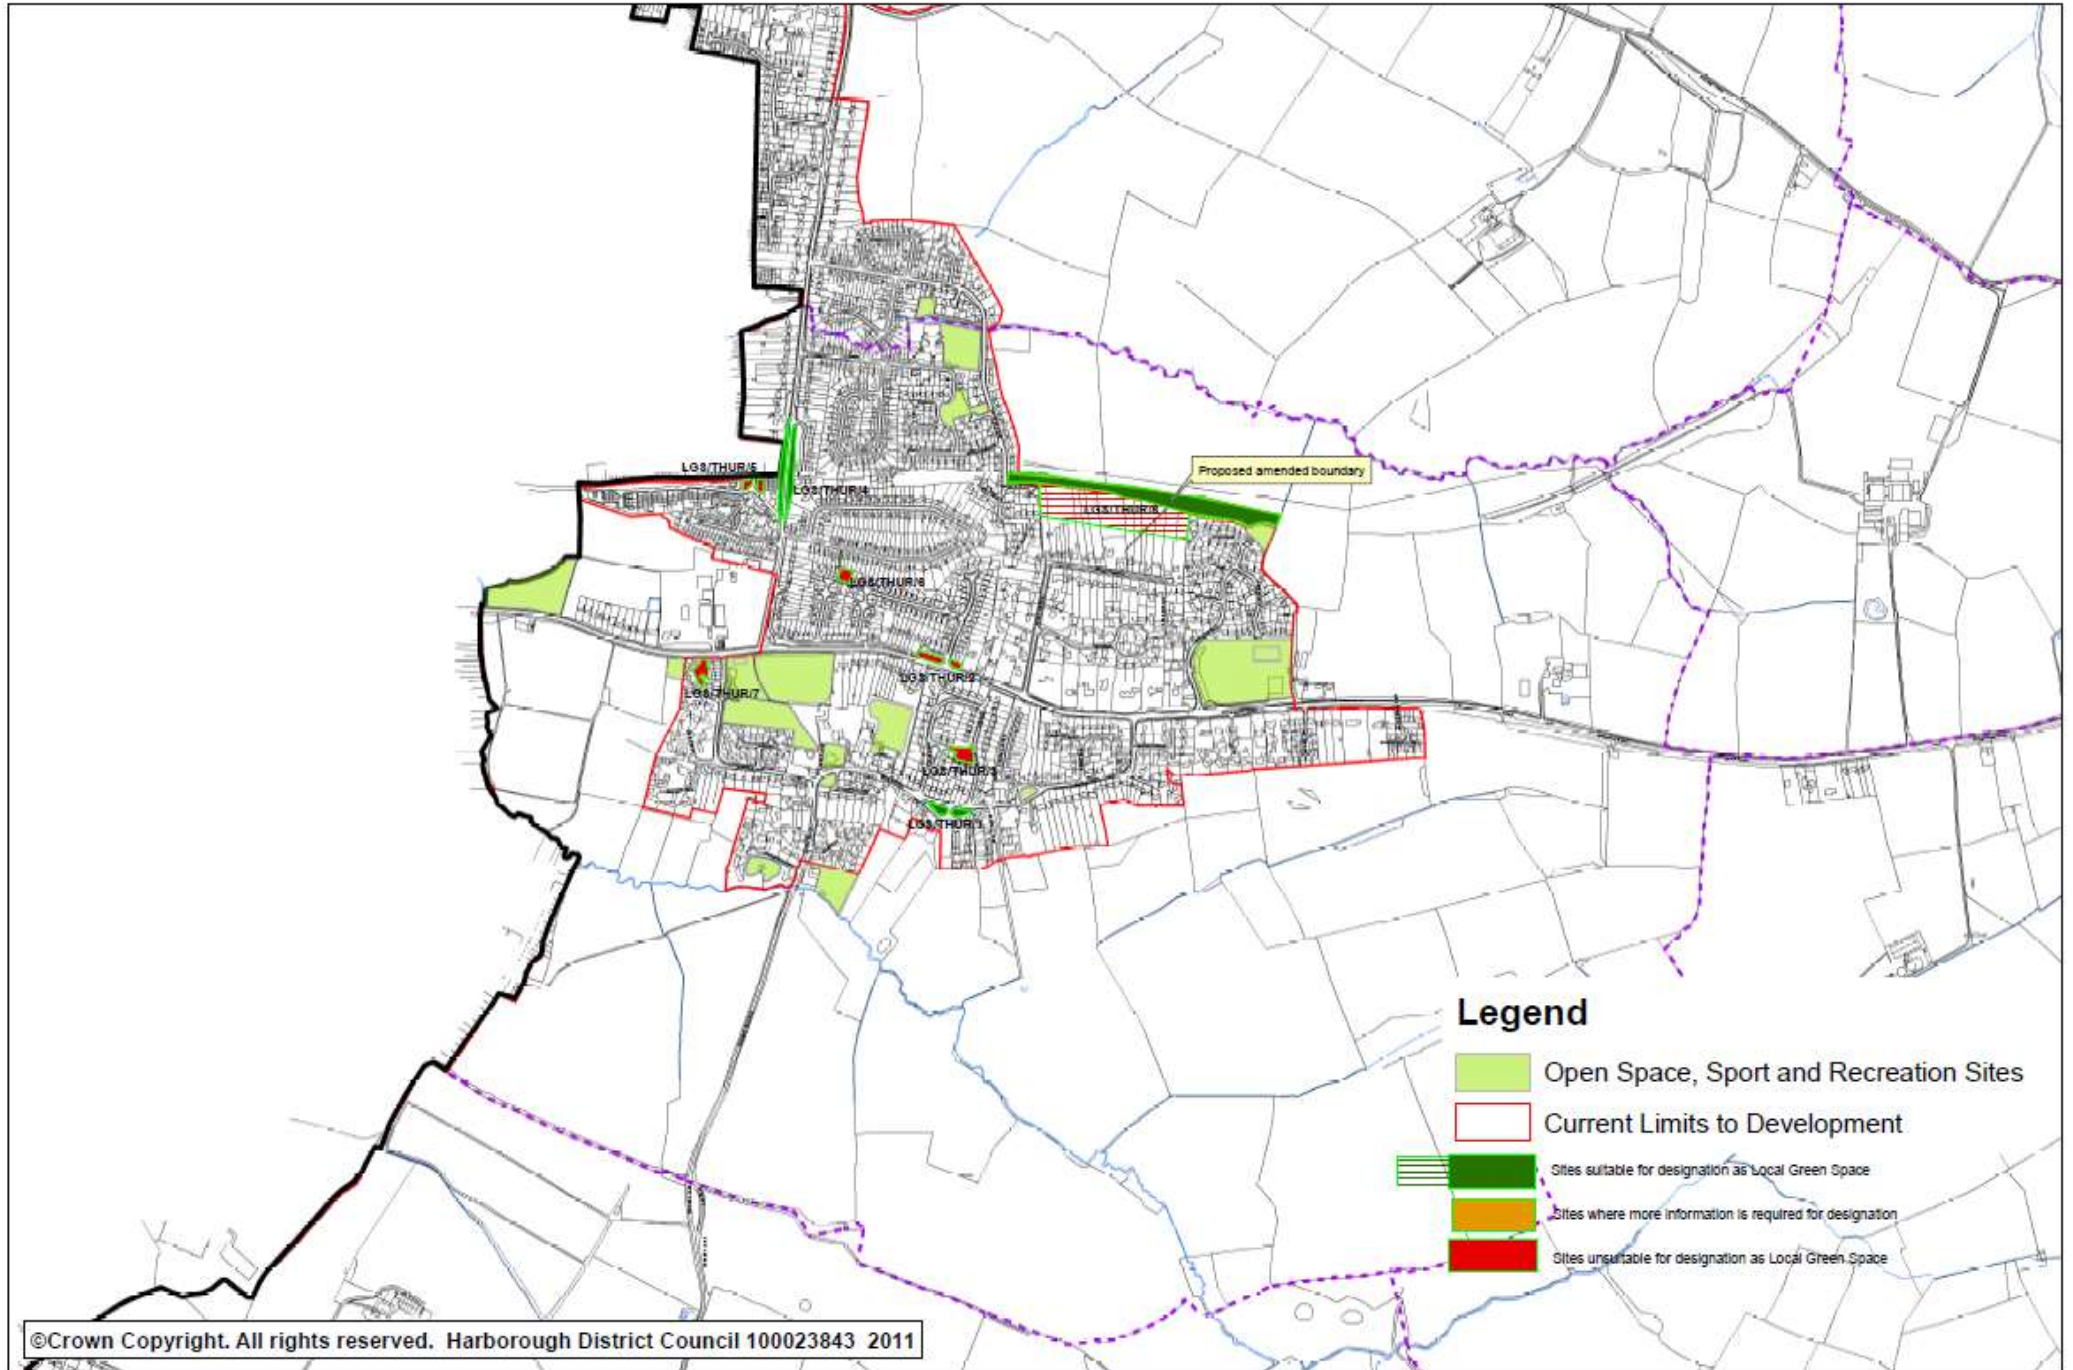 LGS/THUR/5
LGS/THUR/4
Proposed amended boundary
LGS/THUR/8
LGS/THUR/6
LGS/THUR/2
LGS/THUR/7
LGS/THUR/3
LGS/THUR/1
Legend
Open Space, Sport and Recreation Sites
Current Limits to Development
Sites suitable for designation as Local Green Space
Sites where more information is required for designation
Sites unsuitable for designation as Local Green Space
©Crown Copyright. All rights reserved. Harborough District Council 100023843 2011